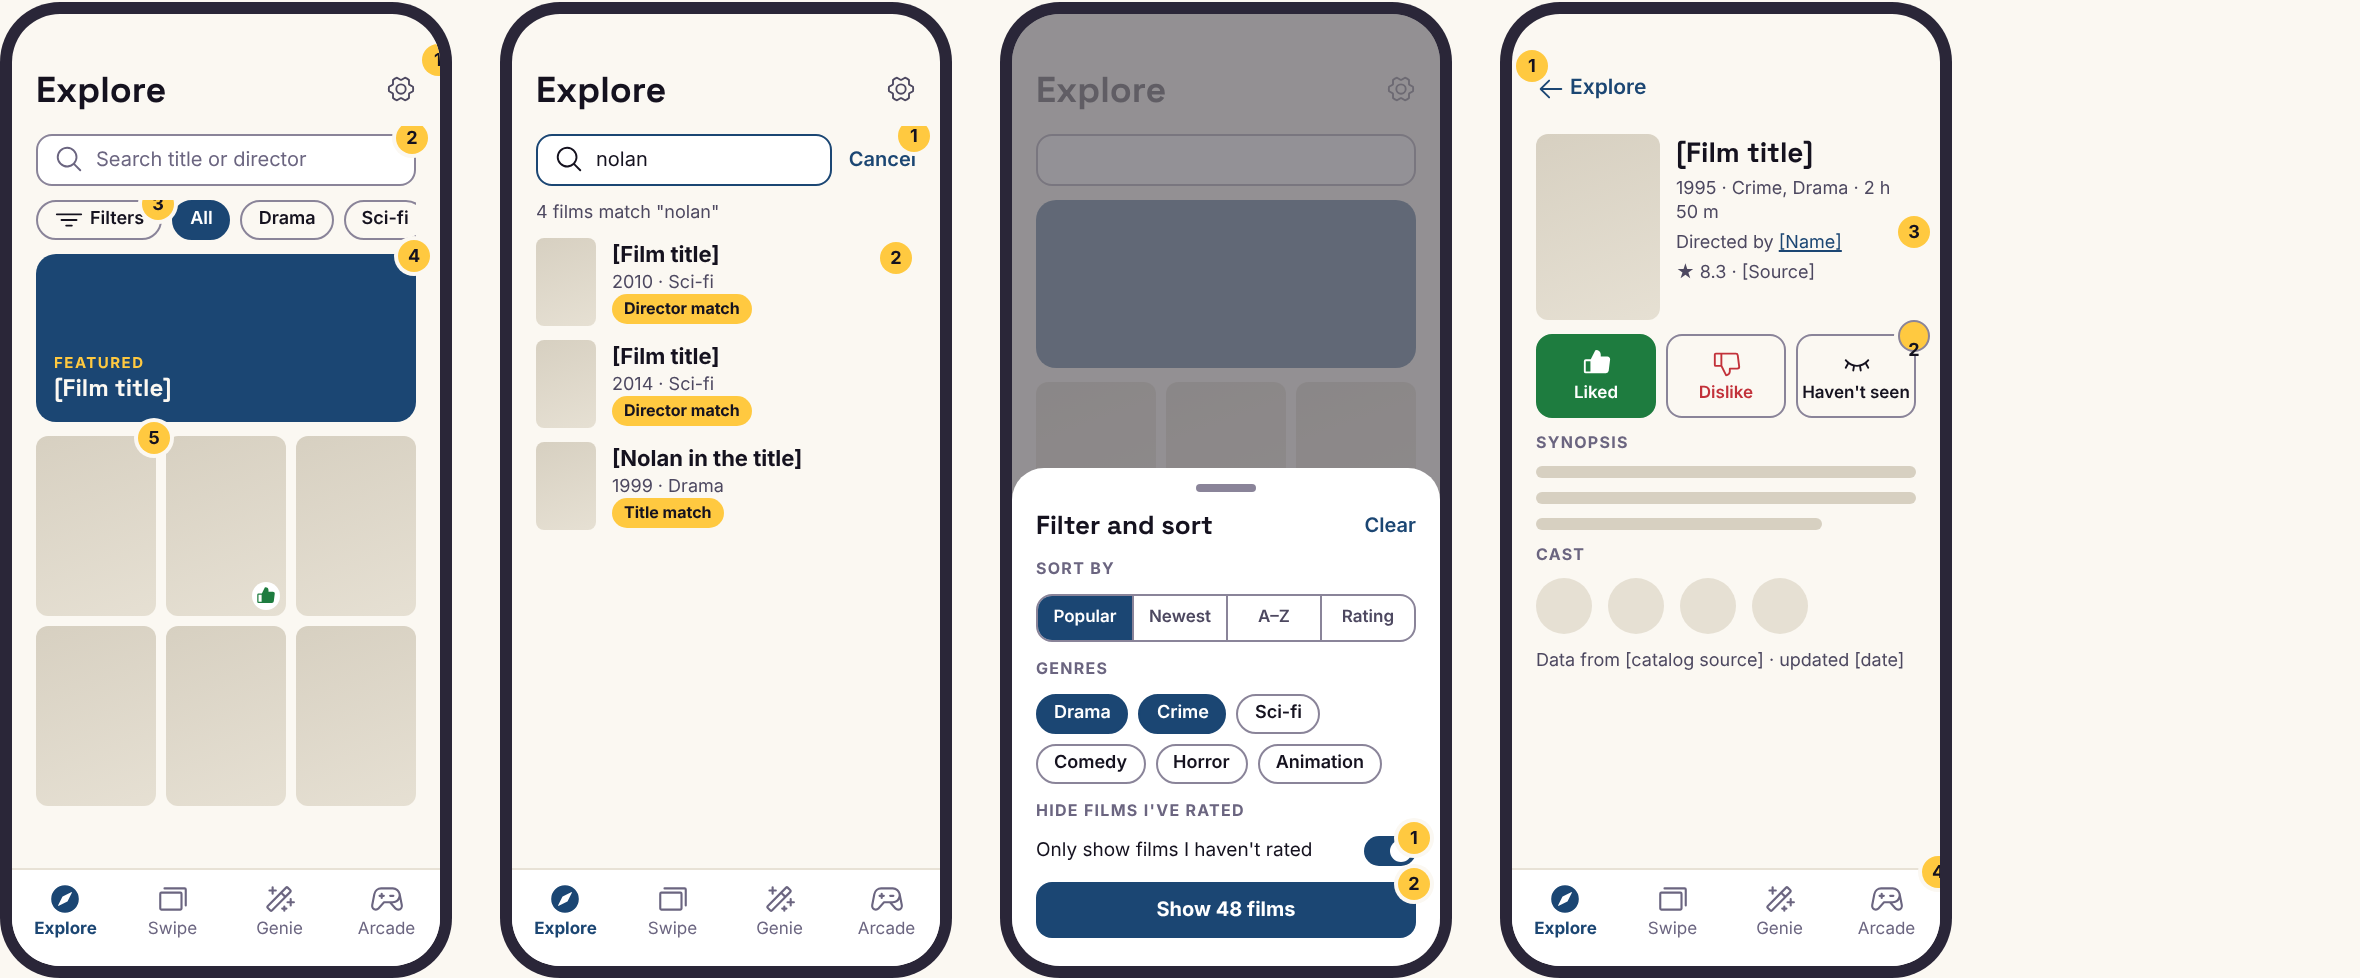 1
Explore
2
Search title or director
3
Filters
All
Drama
Sci-fi
4
FEATURED
[Film title]
5
Explore
Swipe
Genie
Arcade
Explore
1
nolan
Cancel
4 films match "nolan"
[Film title]
2
2010 · Sci-fi
Director match
[Film title]
2014 · Sci-fi
Director match
[Nolan in the title]
1999 · Drama
Title match
Explore
Swipe
Genie
Arcade
Explore
Filter and sort
Clear
SORT BY
Popular
Newest
A–Z
Rating
GENRES
Drama
Crime
Sci-fi
Comedy
Horror
Animation
HIDE FILMS I'VE RATED
Only show films I haven't rated
1
2
Show 48 films
1
Explore
[Film title]
1995 · Crime, Drama · 2 h
50 m
3
Directed by [Name]
★ 8.3 · [Source]
2
Liked
Dislike
Haven't seen
SYNOPSIS
CAST
Data from [catalog source] · updated [date]
4
Explore
Swipe
Genie
Arcade